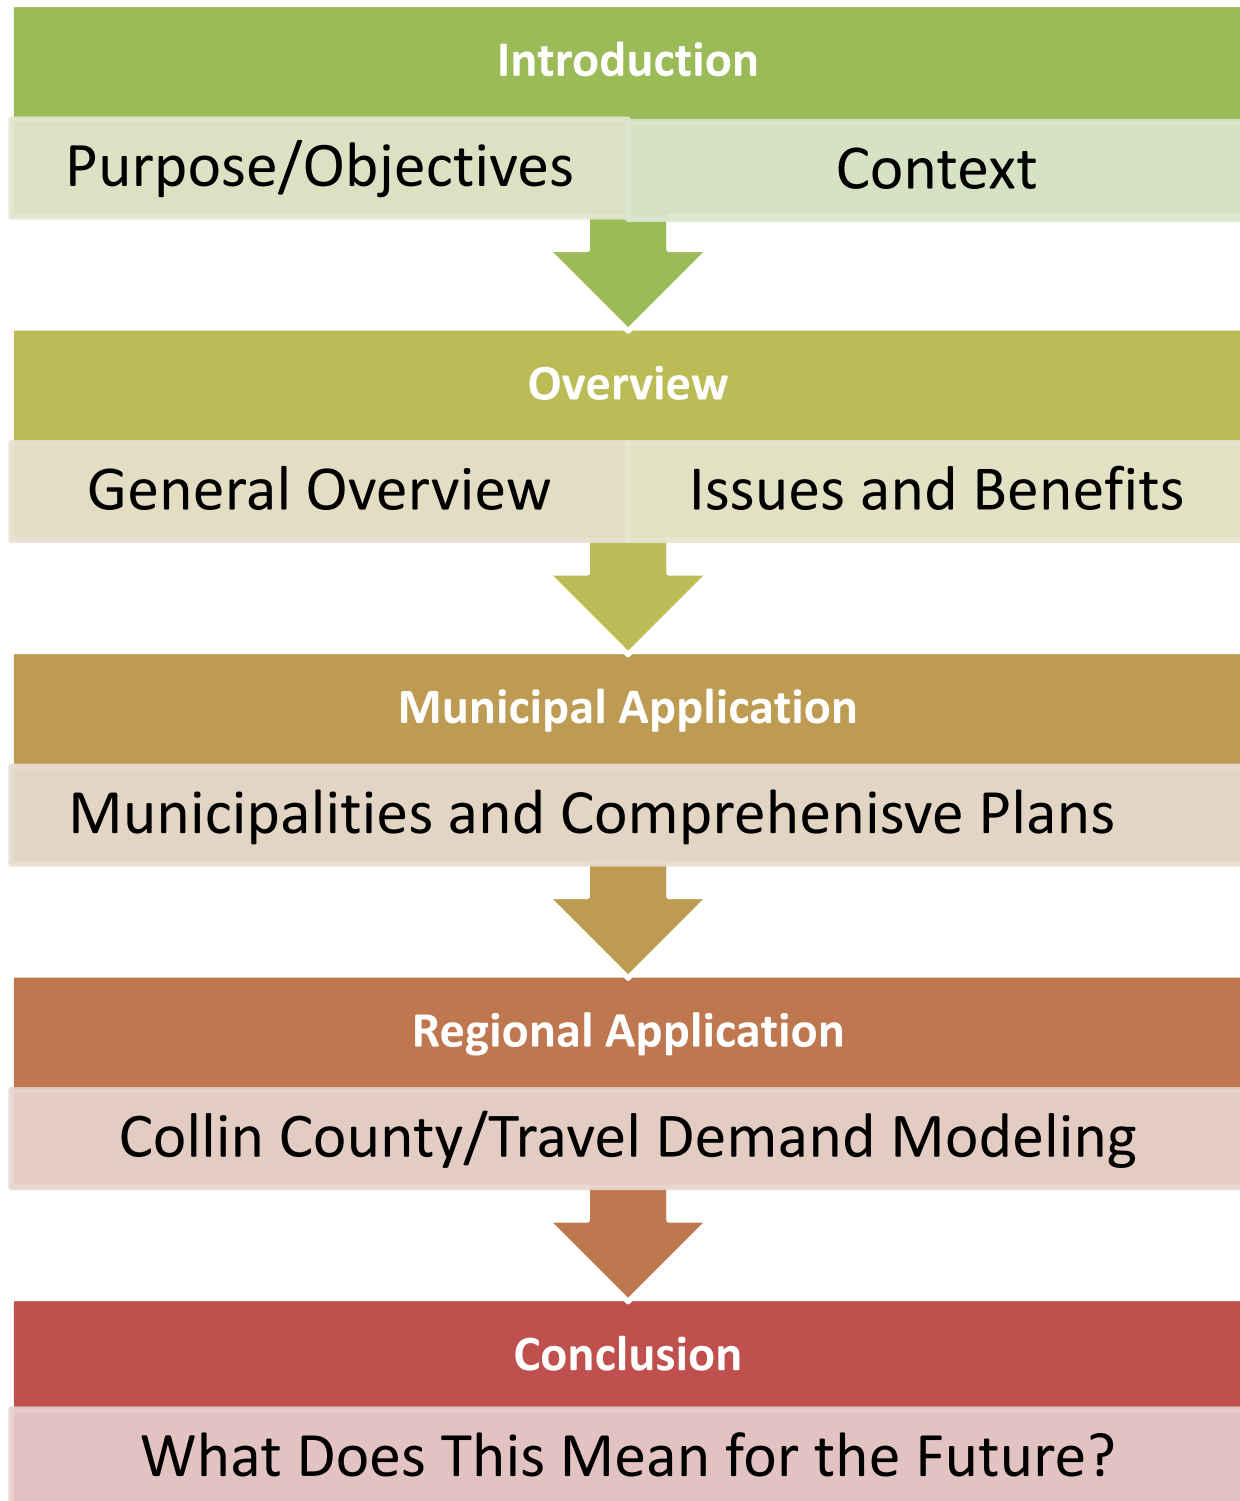 Introduction
Purpose/Objectives
Context
Overview
General Overview
Issues and Benefits
Municipal Application
Municipalities and Comprehenisve Plans
Regional Application
Collin County/Travel Demand Modeling
Conclusion
What Does This Mean for the Future?